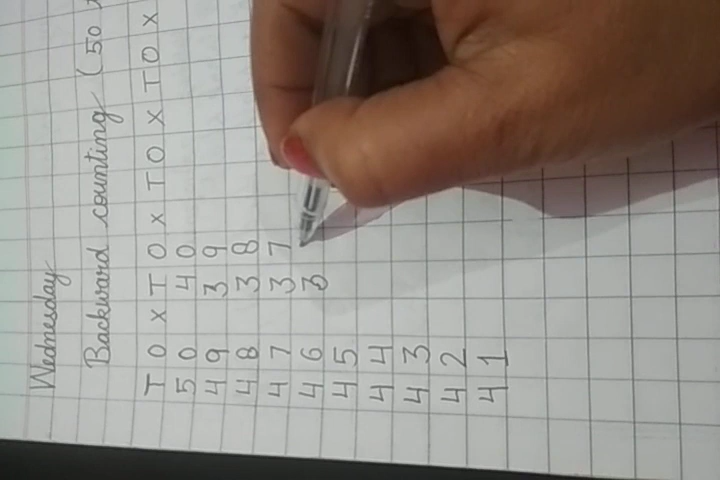 Wednesday
Backward counting (50
T O x T O x T O x T O x
5 0 4 0
4 9 3 9
4 8 3 8
4 7 3 7
4 6 3
4 5
4 4
4 3
4 2
4 1